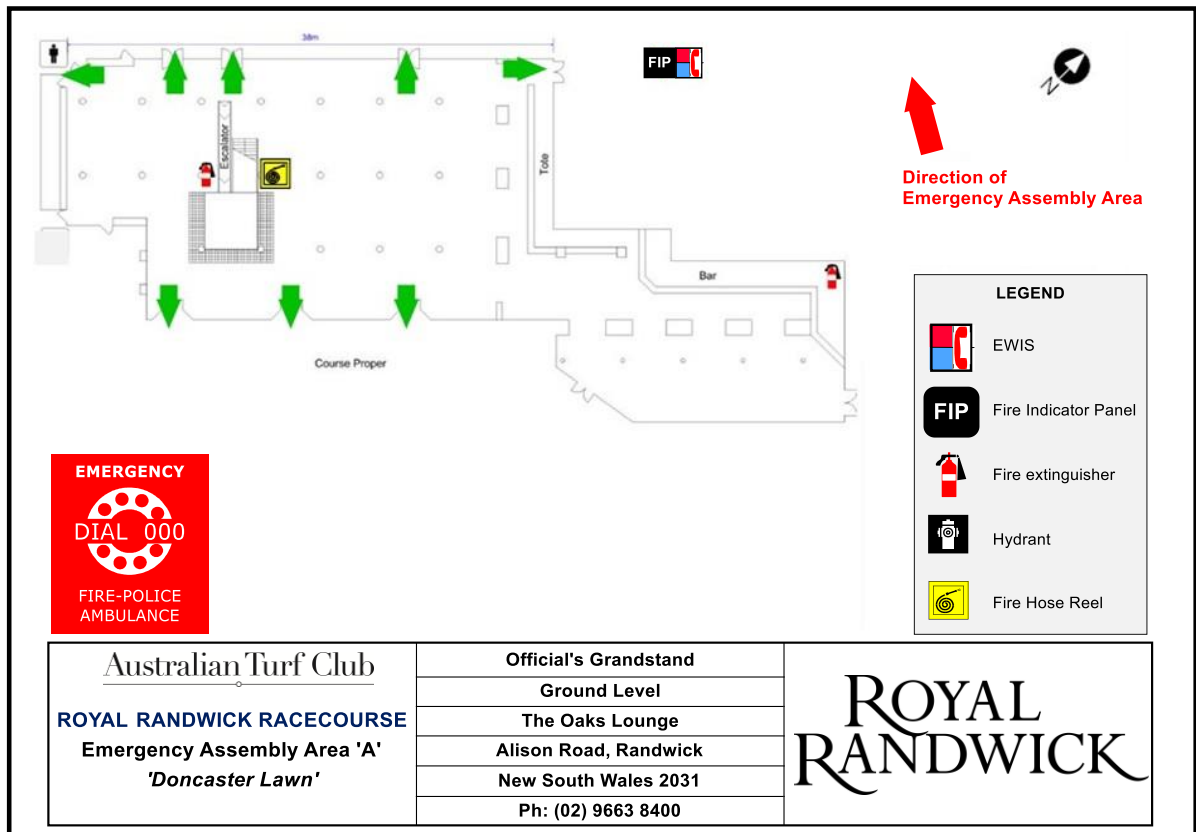 38m
FIP
N
Escalator
Tote
Direction of
Emergency Assembly Area
Bar
Course Proper
LEGEND
EWIS
FIP
Fire Indicator Panel
Fire extinguisher
Hydrant
Fire Hose Reel
EMERGENCY
DIAL 000
FIRE-POLICE
AMBULANCE
Australian Turf Club
ROYAL RANDWICK RACECOURSE
Emergency Assembly Area 'A'
'Doncaster Lawn'
Official's Grandstand
Ground Level
The Oaks Lounge
Alison Road, Randwick
New South Wales 2031
Ph: (02) 9663 8400
ROYAL
RANDWICK